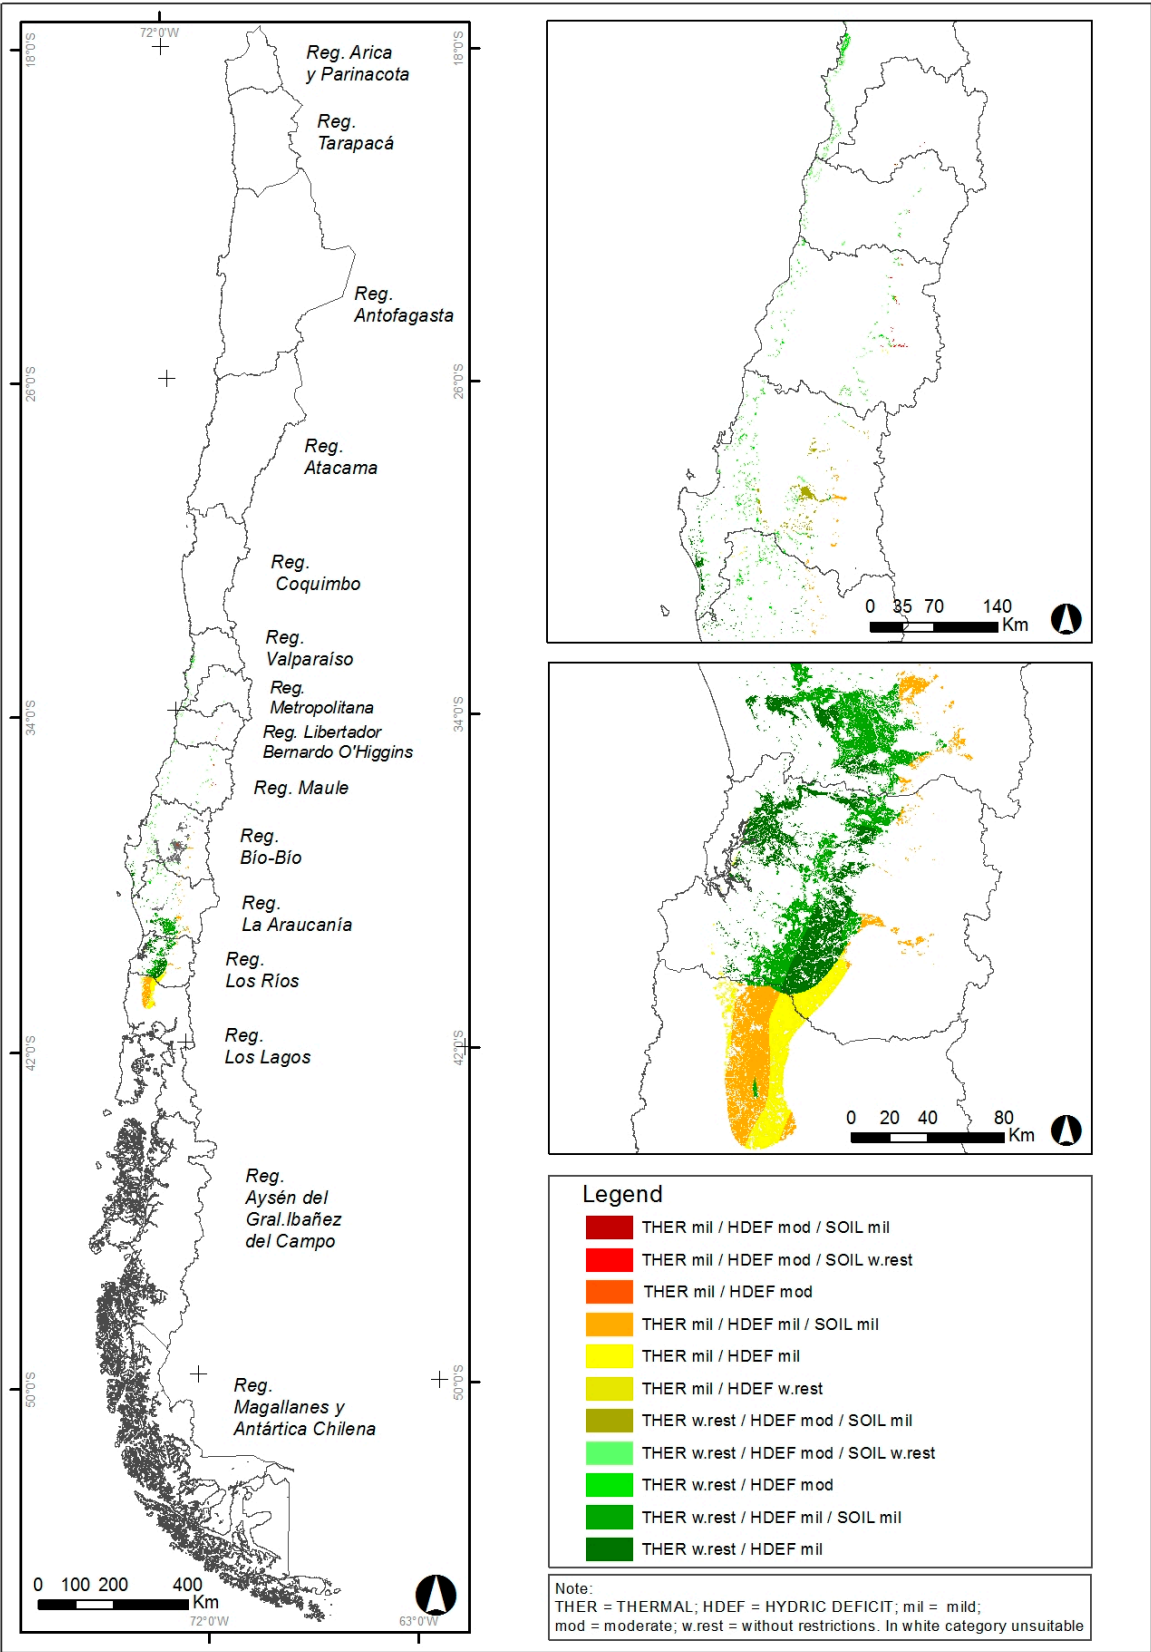 72°0'W
18°0'S
18°0'S
Reg. Arica
y Parinacota
Reg.
Tarapacá
Reg.
Antofagasta
26°0'S
26°0'S
Reg.
Atacama
Reg.
Coquimbo
Reg.
Valparaíso
Reg.
Metropolitana
34°0'S
34°0'S
Reg. Libertador
Bernardo O'Higgins
Reg. Maule
Reg.
Bío-Bío
Reg.
La Araucanía
Reg.
Los Ríos
Reg.
Los Lagos
42°0'S
42°0'S
Reg.
Aysén del
Gral.Ibañez
del Campo
50°0'S
50°0'S
Reg.
Magallanes y
Antártica Chilena
0 100 200 400
Km
72°0'W
63°0'W
0 35 70 140
Km
0 20 40 80
Km
Legend
THER mil / HDEF mod / SOIL mil
THER mil / HDEF mod / SOIL w.rest
THER mil / HDEF mod
THER mil / HDEF mil / SOIL mil
THER mil / HDEF mil
THER mil / HDEF w.rest
THER w.rest / HDEF mod / SOIL mil
THER w.rest / HDEF mod / SOIL w.rest
THER w.rest / HDEF mod
THER w.rest / HDEF mil / SOIL mil
THER w.rest / HDEF mil
Note:
THER = THERMAL; HDEF = HYDRIC DEFICIT; mil = mild;
mod = moderate; w.rest = without restrictions. In white category unsuitable